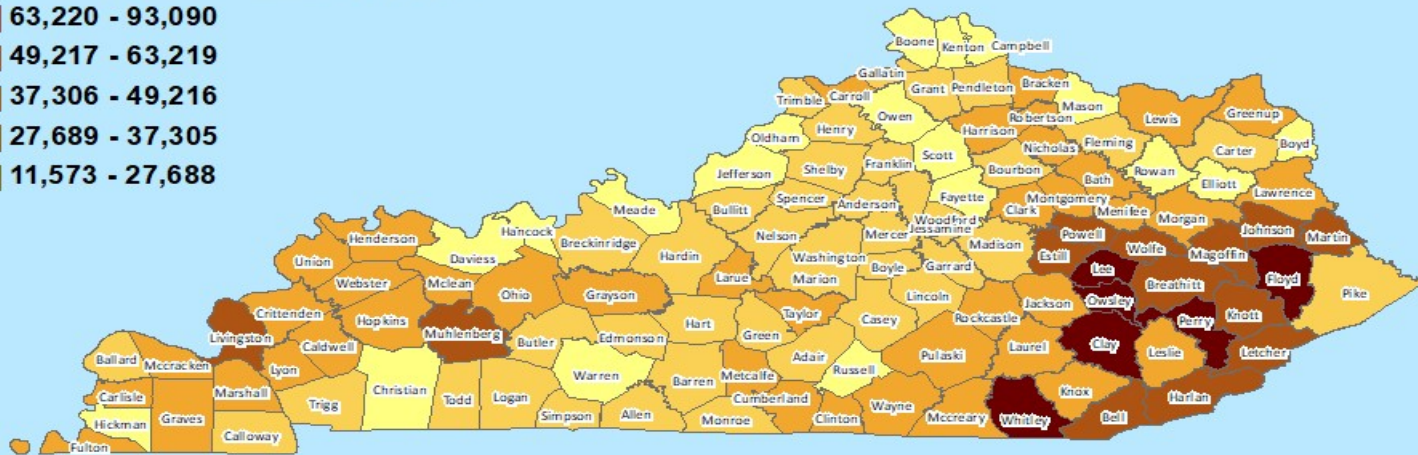 63,220 - 93,090
49,217 - 63,219
37,306 - 49,216
27,689 - 37,305
11,573 - 27,688
Boone
Kenton
Campbell
Gallatin
Grant
Pendleton
Bracken
Trimble
Carroll
Owen
Mason
Robertson
Lewis
Greenup
Oldham
Henry
Harrison
Nicholas
Fleming
Carter
Boyd
Jefferson
Shelby
Franklin
Scott
Bourbon
Bath
Rowan
Elliott
Lawrence
Meade
Bullitt
Spencer
Anderson
Woodford
Fayette
Clark
Montgomery
Menifee
Morgan
Johnson
Martin
Henderson
Hancock
Daviess
Breckinridge
Hardin
Nelson
Washington
Mercer
Jessamine
Madison
Estill
Powell
Wolfe
Magoffin
Floyd
Pike
Union
Webster
Mclean
Ohio
Grayson
Larue
Marion
Boyle
Garrard
Lee
Owsley
Breathitt
Knott
Crittenden
Livingston
Hopkins
Muhlenberg
Butler
Edmonson
Hart
Green
Taylor
Casey
Lincoln
Rockcastle
Jackson
Clay
Perry
Leslie
Letcher
Ballard
Mccracken
Lyon
Caldwell
Christian
Todd
Logan
Warren
Barren
Metcalfe
Adair
Russell
Pulaski
Laurel
Knox
Harlan
Carlisle
Marshall
Trigg
Simpson
Allen
Monroe
Cumberland
Clinton
Wayne
Mccreary
Whitley
Bell
Hickman
Graves
Calloway
Fulton